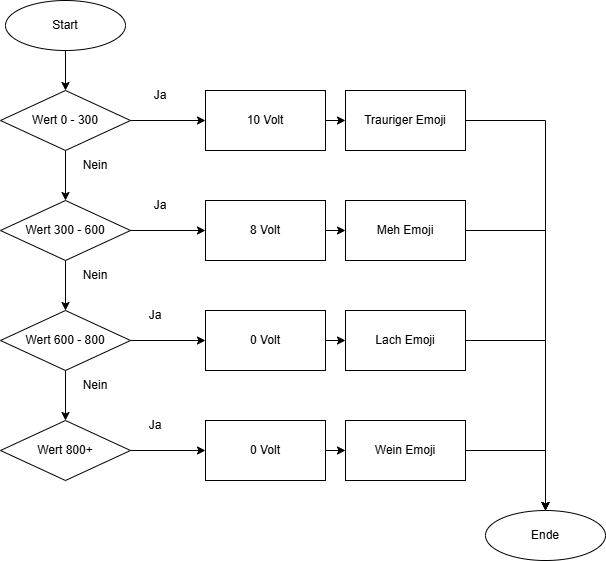 Start
Ja
Wert 0 - 300
10 Volt
Trauriger Emoji
Nein
Ja
Wert 300 - 600
8 Volt
Meh Emoji
Nein
Ja
Wert 600 - 800
0 Volt
Lach Emoji
Nein
Ja
Wert 800+
0 Volt
Wein Emoji
Ende